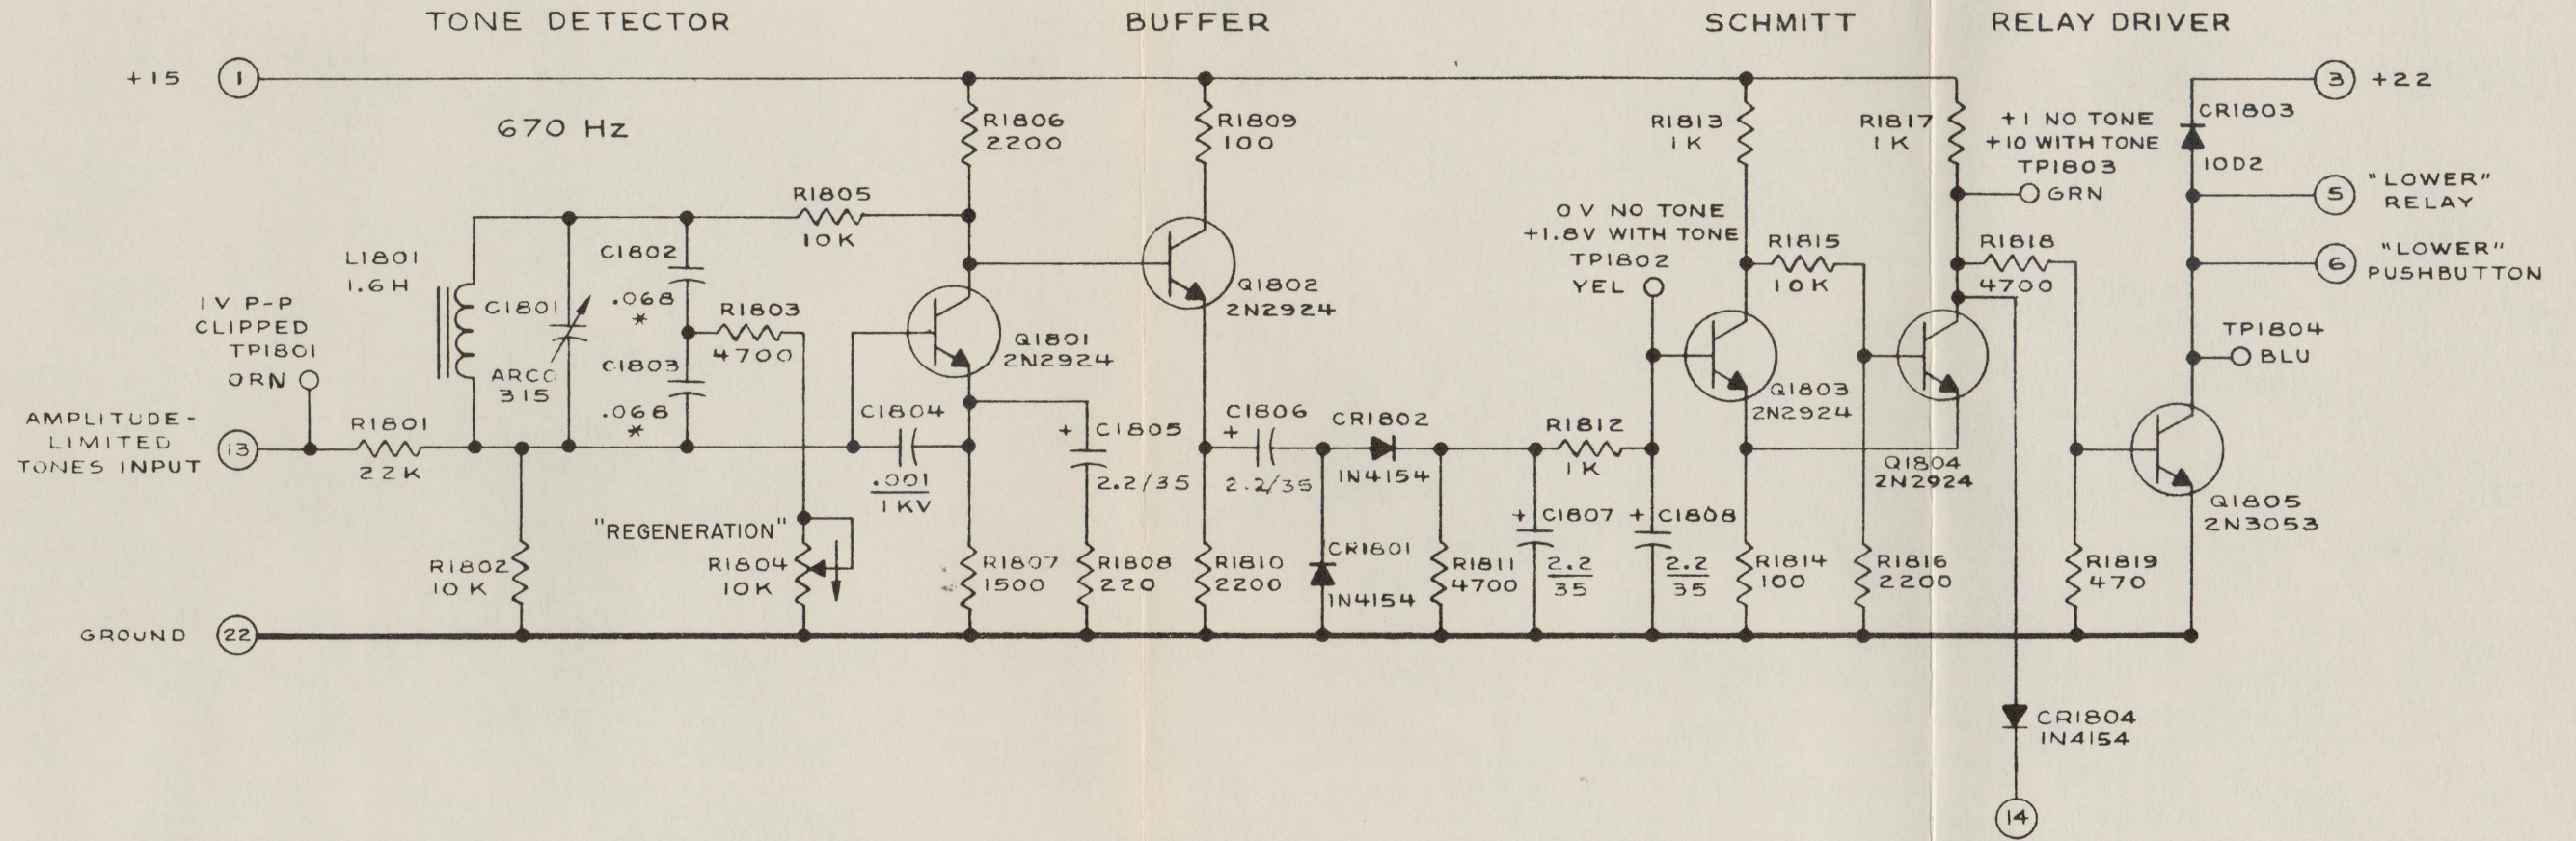 TONE DETECTOR
BUFFER
SCHMITT
RELAY DRIVER
+15
1
670 Hz
R1806
2200
R1809
100
R1813
1K
R1817
1K
+1 NO TONE
+10 WITH TONE
TP1803
GRN
3
+22
CR1803
10D2
5
"LOWER"
RELAY
6
"LOWER"
PUSHBUTTON
R1805
10K
L1801
1.6H
C1801
ARCO
315
C1802
.068
*
R1803
4700
C1803
.068
*
1V P-P
CLIPPED
TP1801
ORN
Q1801
2N2924
Q1802
2N2924
0V NO TONE
+1.8V WITH TONE
TP1802
YEL
R1815
10K
R1818
4700
Q1803
2N2924
Q1804
2N2924
TP1804
BLU
Q1805
2N3053
AMPLITUDE-
LIMITED
TONES INPUT
13
R1801
22K
C1804
.001
1KV
+
C1805
2.2/35
C1806
+
2.2/35
CR1802
1N4154
R1812
1K
R1802
10K
"REGENERATION"
R1804
10K
R1807
1500
R1808
220
R1810
2200
CR1801
1N4154
R1811
4700
+
C1807
2.2
35
+
C1808
2.2
35
R1814
100
R1816
2200
R1819
470
GROUND
22
CR1804
1N4154
14